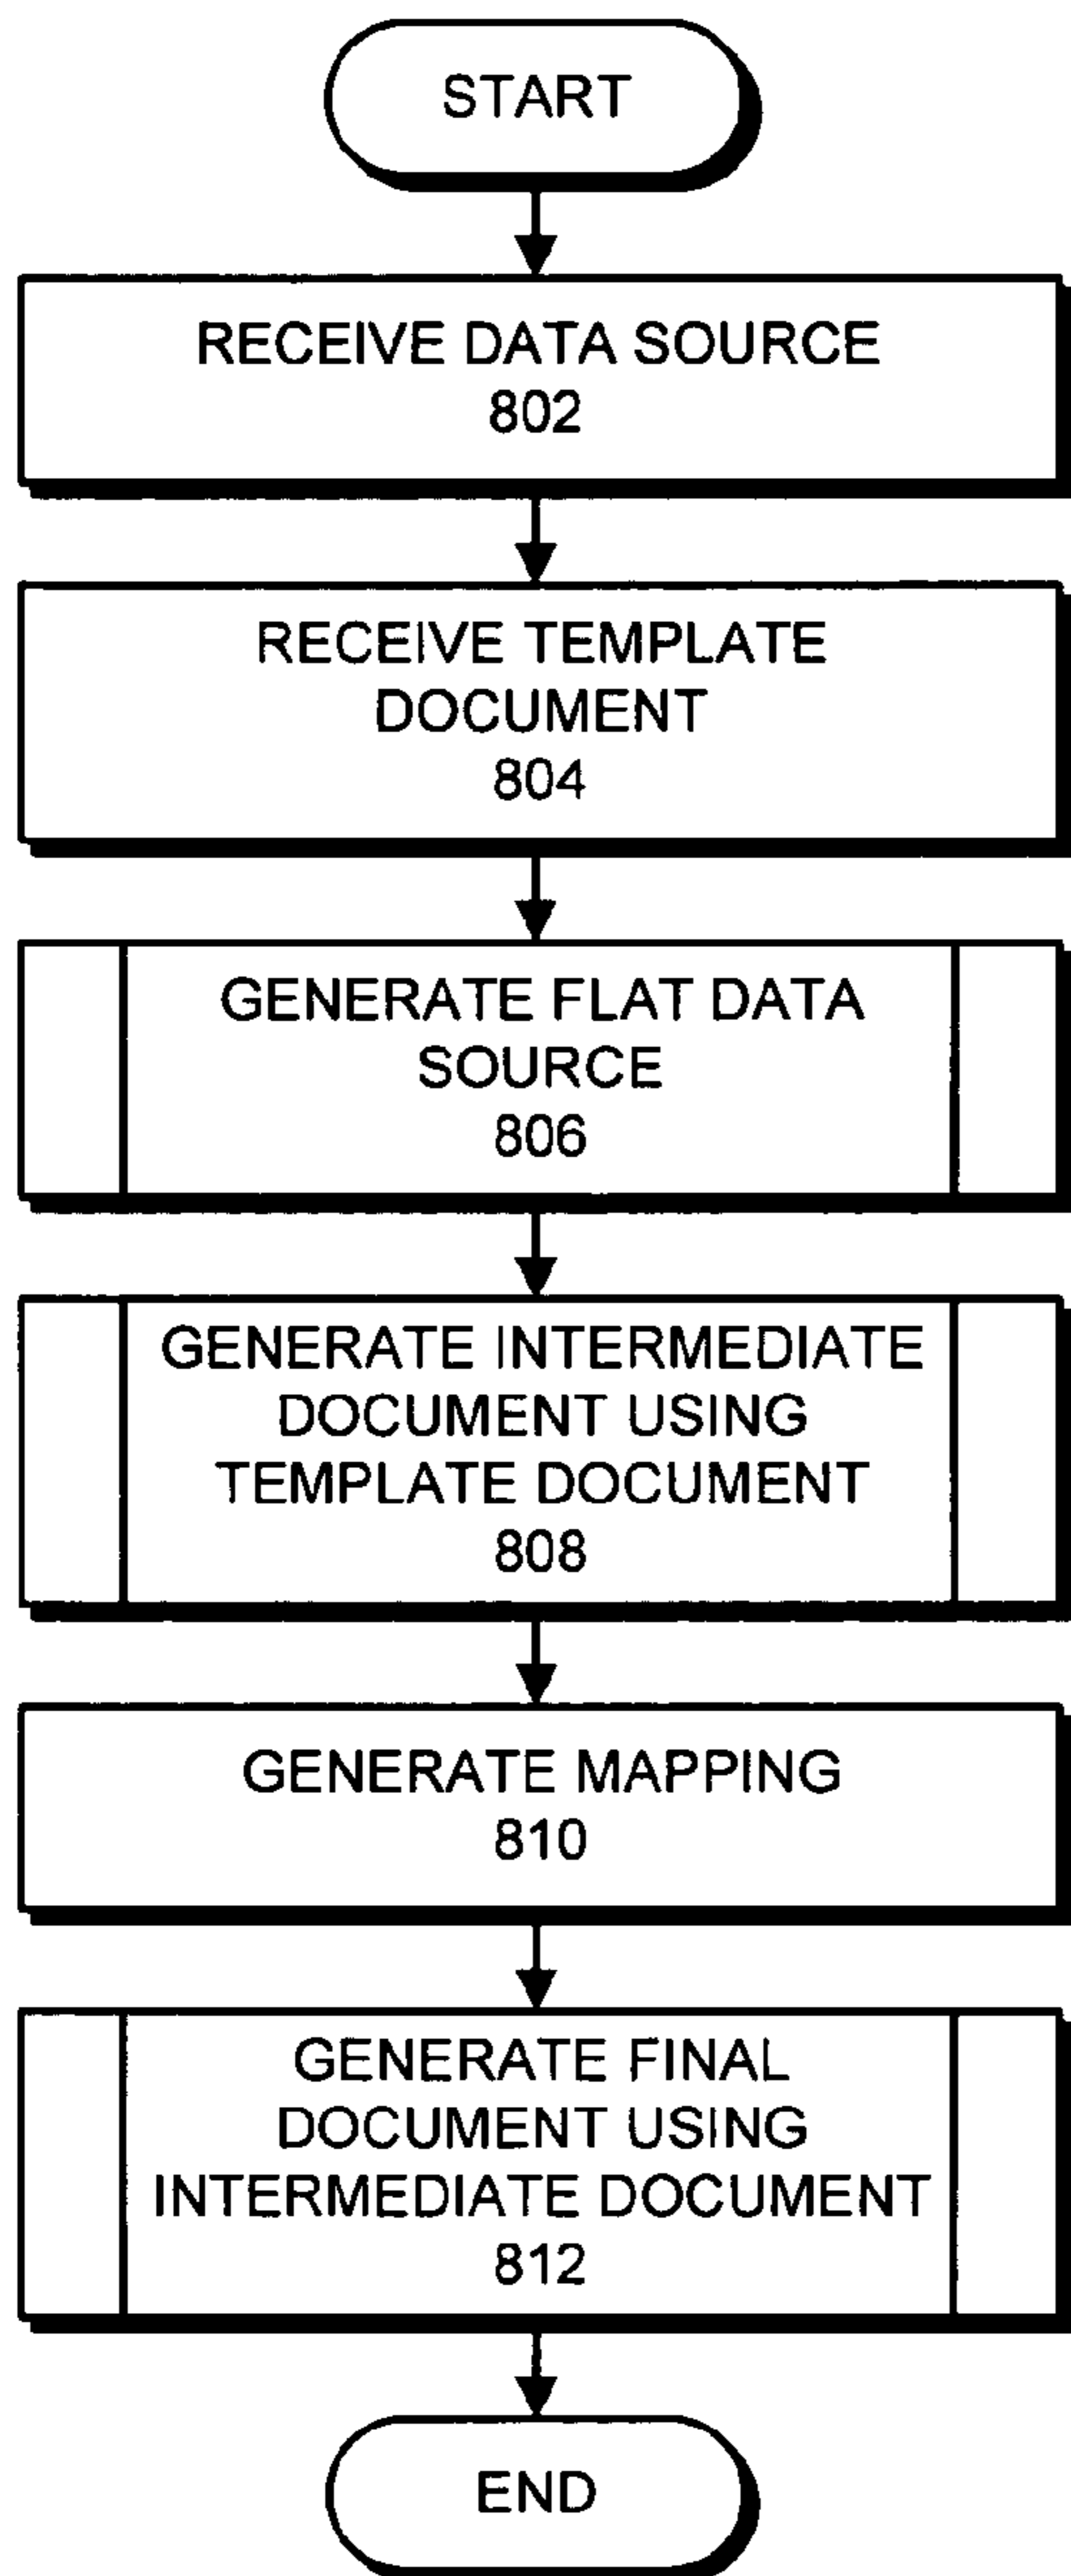 START
RECEIVE DATA SOURCE
802
RECEIVE TEMPLATE
DOCUMENT
804
GENERATE FLAT DATA
SOURCE
806
GENERATE INTERMEDIATE
DOCUMENT USING
TEMPLATE DOCUMENT
808
GENERATE MAPPING
810
GENERATE FINAL
DOCUMENT USING
INTERMEDIATE DOCUMENT
812
END